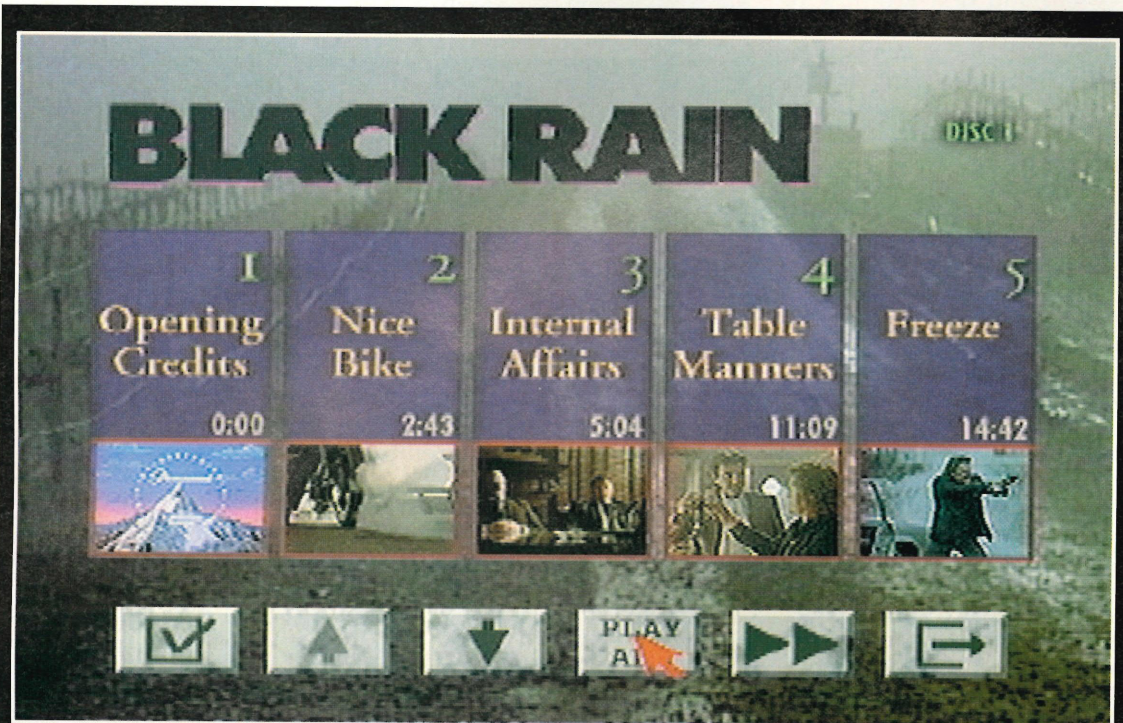 BLACK RAIN
DISC 1
1
Opening
Credits
0:00
2
Nice
Bike
2:43
3
Internal
Affairs
5:04
4
Table
Manners
11:09
5
Freeze
14:42
Paramount
PLAY